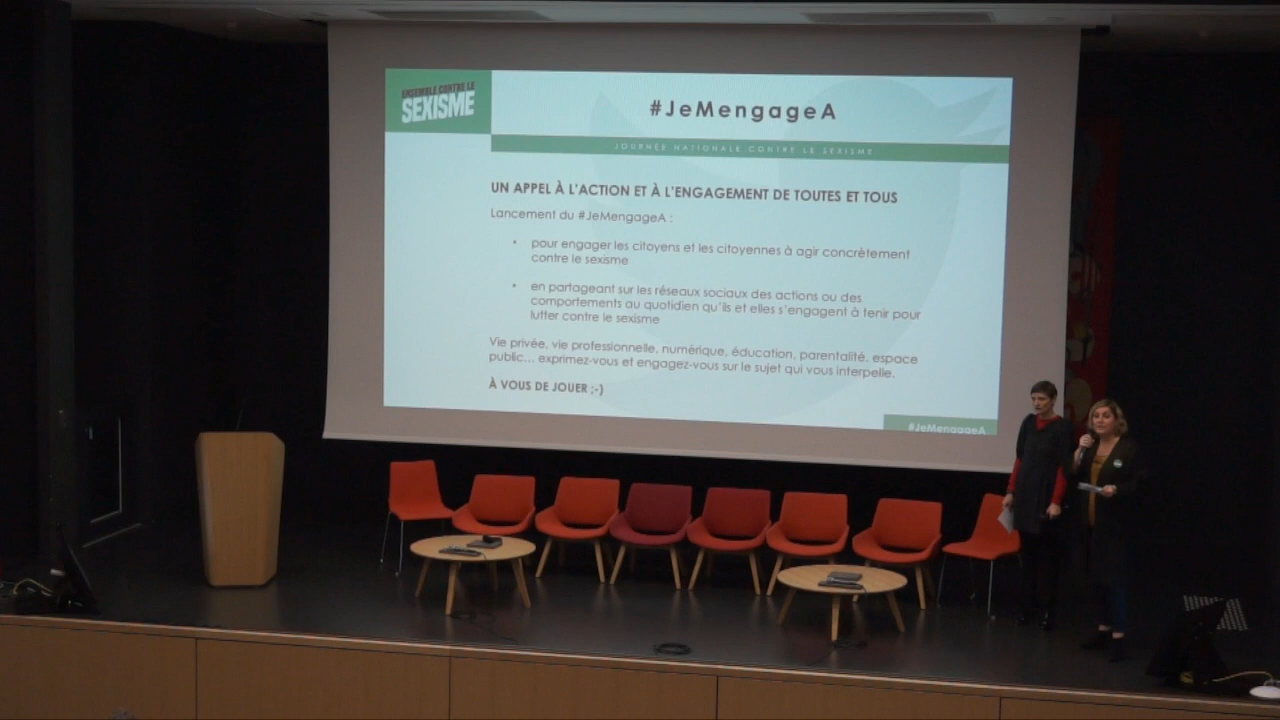 ENSEMBLE CONTRE LE
SEXISME
#JeMengageA
JOURNÉE NATIONALE CONTRE LE SEXISME
UN APPEL À L'ACTION ET À L'ENGAGEMENT DE TOUTES ET TOUS
Lancement du #JeMengageA :
• pour engager les citoyens et les citoyennes à agir concrètement
contre le sexisme
• en partageant sur les réseaux sociaux des actions ou des
comportements au quotidien qu'ils et elles s'engagent à tenir pour
lutter contre le sexisme
Vie privée, vie professionnelle, numérique, éducation, parentalité, espace
public... exprimez-vous et engagez-vous sur le sujet qui vous interpelle.
À VOUS DE JOUER ;-)
#JeMengageA